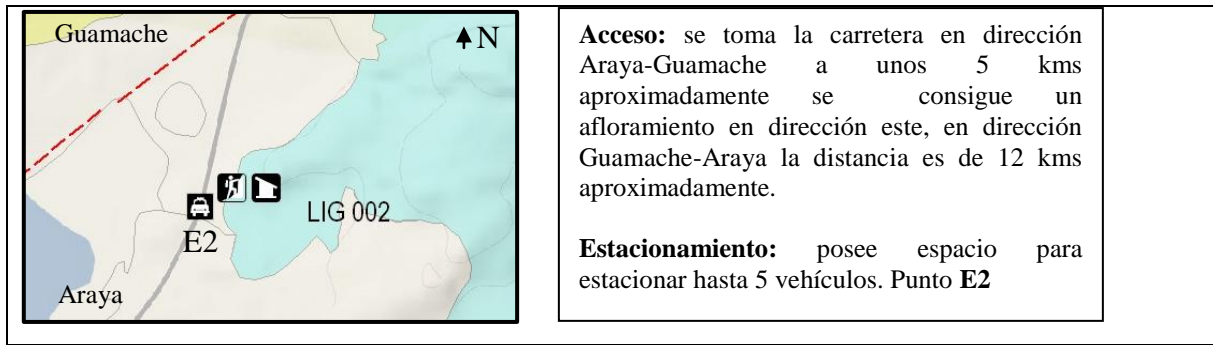 Guamache
N
LIG 002
E2
Araya
Acceso: se toma la carretera en dirección
Araya-Guamache a unos 5 kms
aproximadamente se consigue un
afloramiento en dirección este, en dirección
Guamache-Araya la distancia es de 12 kms
aproximadamente.
Estacionamiento: posee espacio para
estacionar hasta 5 vehículos. Punto E2